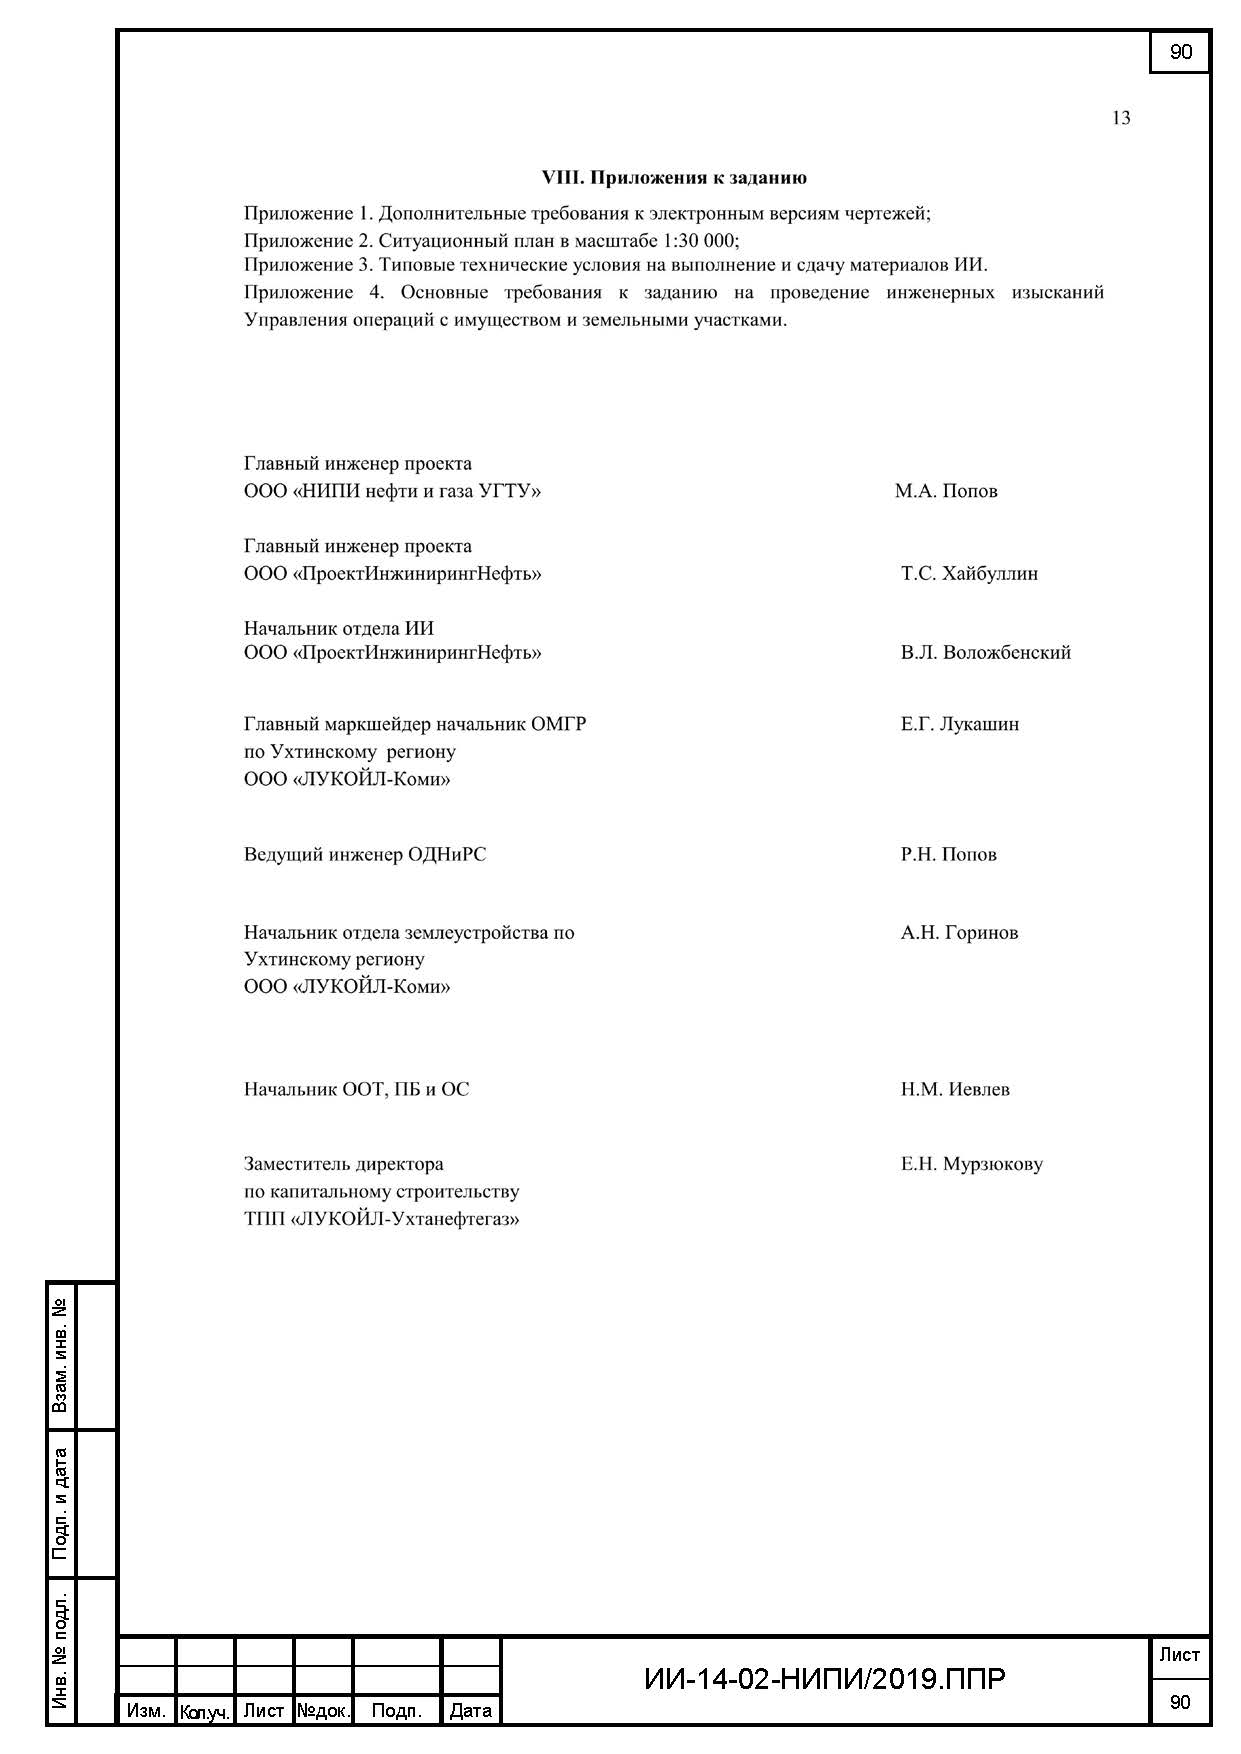 90
13
VIII. Приложения к заданию
Приложение 1. Дополнительные требования к электронным версиям чертежей;
Приложение 2. Ситуационный план в масштабе 1:30 000;
Приложение 3. Типовые технические условия на выполнение и сдачу материалов ИИ.
Приложение 4. Основные требования к заданию на проведение инженерных изысканий
Управления операций с имуществом и земельными участками.
Главный инженер проекта
ООО «НИПИ нефти и газа УГТУ» М.А. Попов
Главный инженер проекта
ООО «ПроектИнжинирингНефть» Т.С. Хайбуллин
Начальник отдела ИИ
ООО «ПроектИнжинирингНефть» В.Л. Воложбенский
Главный маркшейдер начальник ОМГР Е.Г. Лукашин
по Ухтинскому региону
ООО «ЛУКОЙЛ-Коми»
Ведущий инженер ОДНиРС Р.Н. Попов
Начальник отдела землеустройства по А.Н. Горинов
Ухтинскому региону
ООО «ЛУКОЙЛ-Коми»
Начальник ООТ, ПБ и ОС Н.М. Иевлев
Заместитель директора Е.Н. Мурзюкову
по капитальному строительству
ТПП «ЛУКОЙЛ-Ухтанефтегаз»
Взам. инв. №
Подп. и дата
Инв. № подл.
Изм. Кол.уч. Лист №док. Подп. Дата
ИИ-14-02-НИПИ/2019.ППР
Лист
90